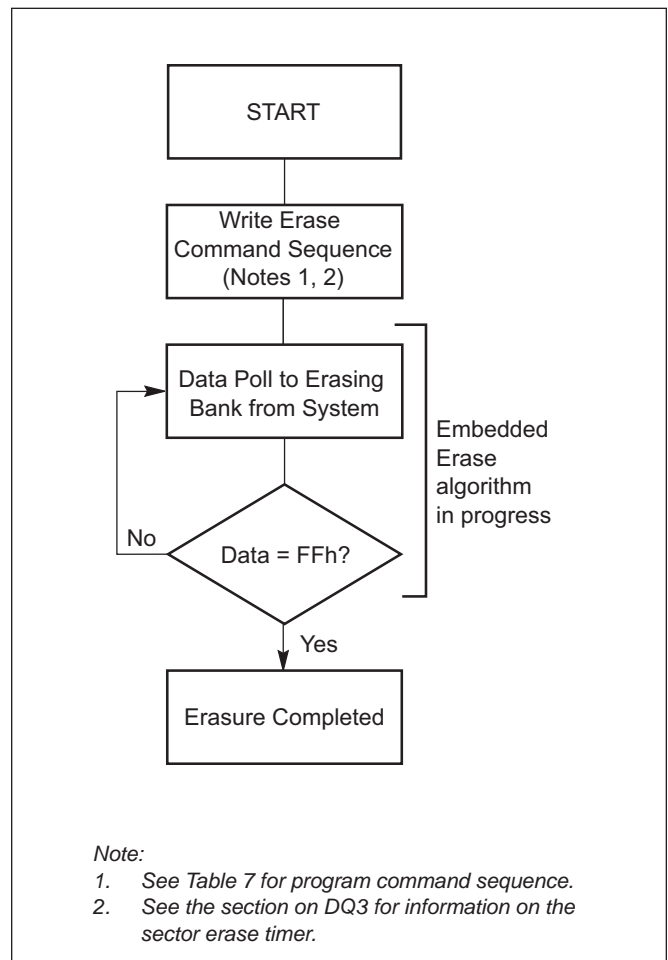 START
Write Erase
Command Sequence
(Notes 1, 2)
Data Poll to Erasing
Bank from System
Embedded
Erase
algorithm
in progress
No
Data = FFh?
Yes
Erasure Completed
Note:
1. See Table 7 for program command sequence.
2. See the section on DQ3 for information on the
sector erase timer.